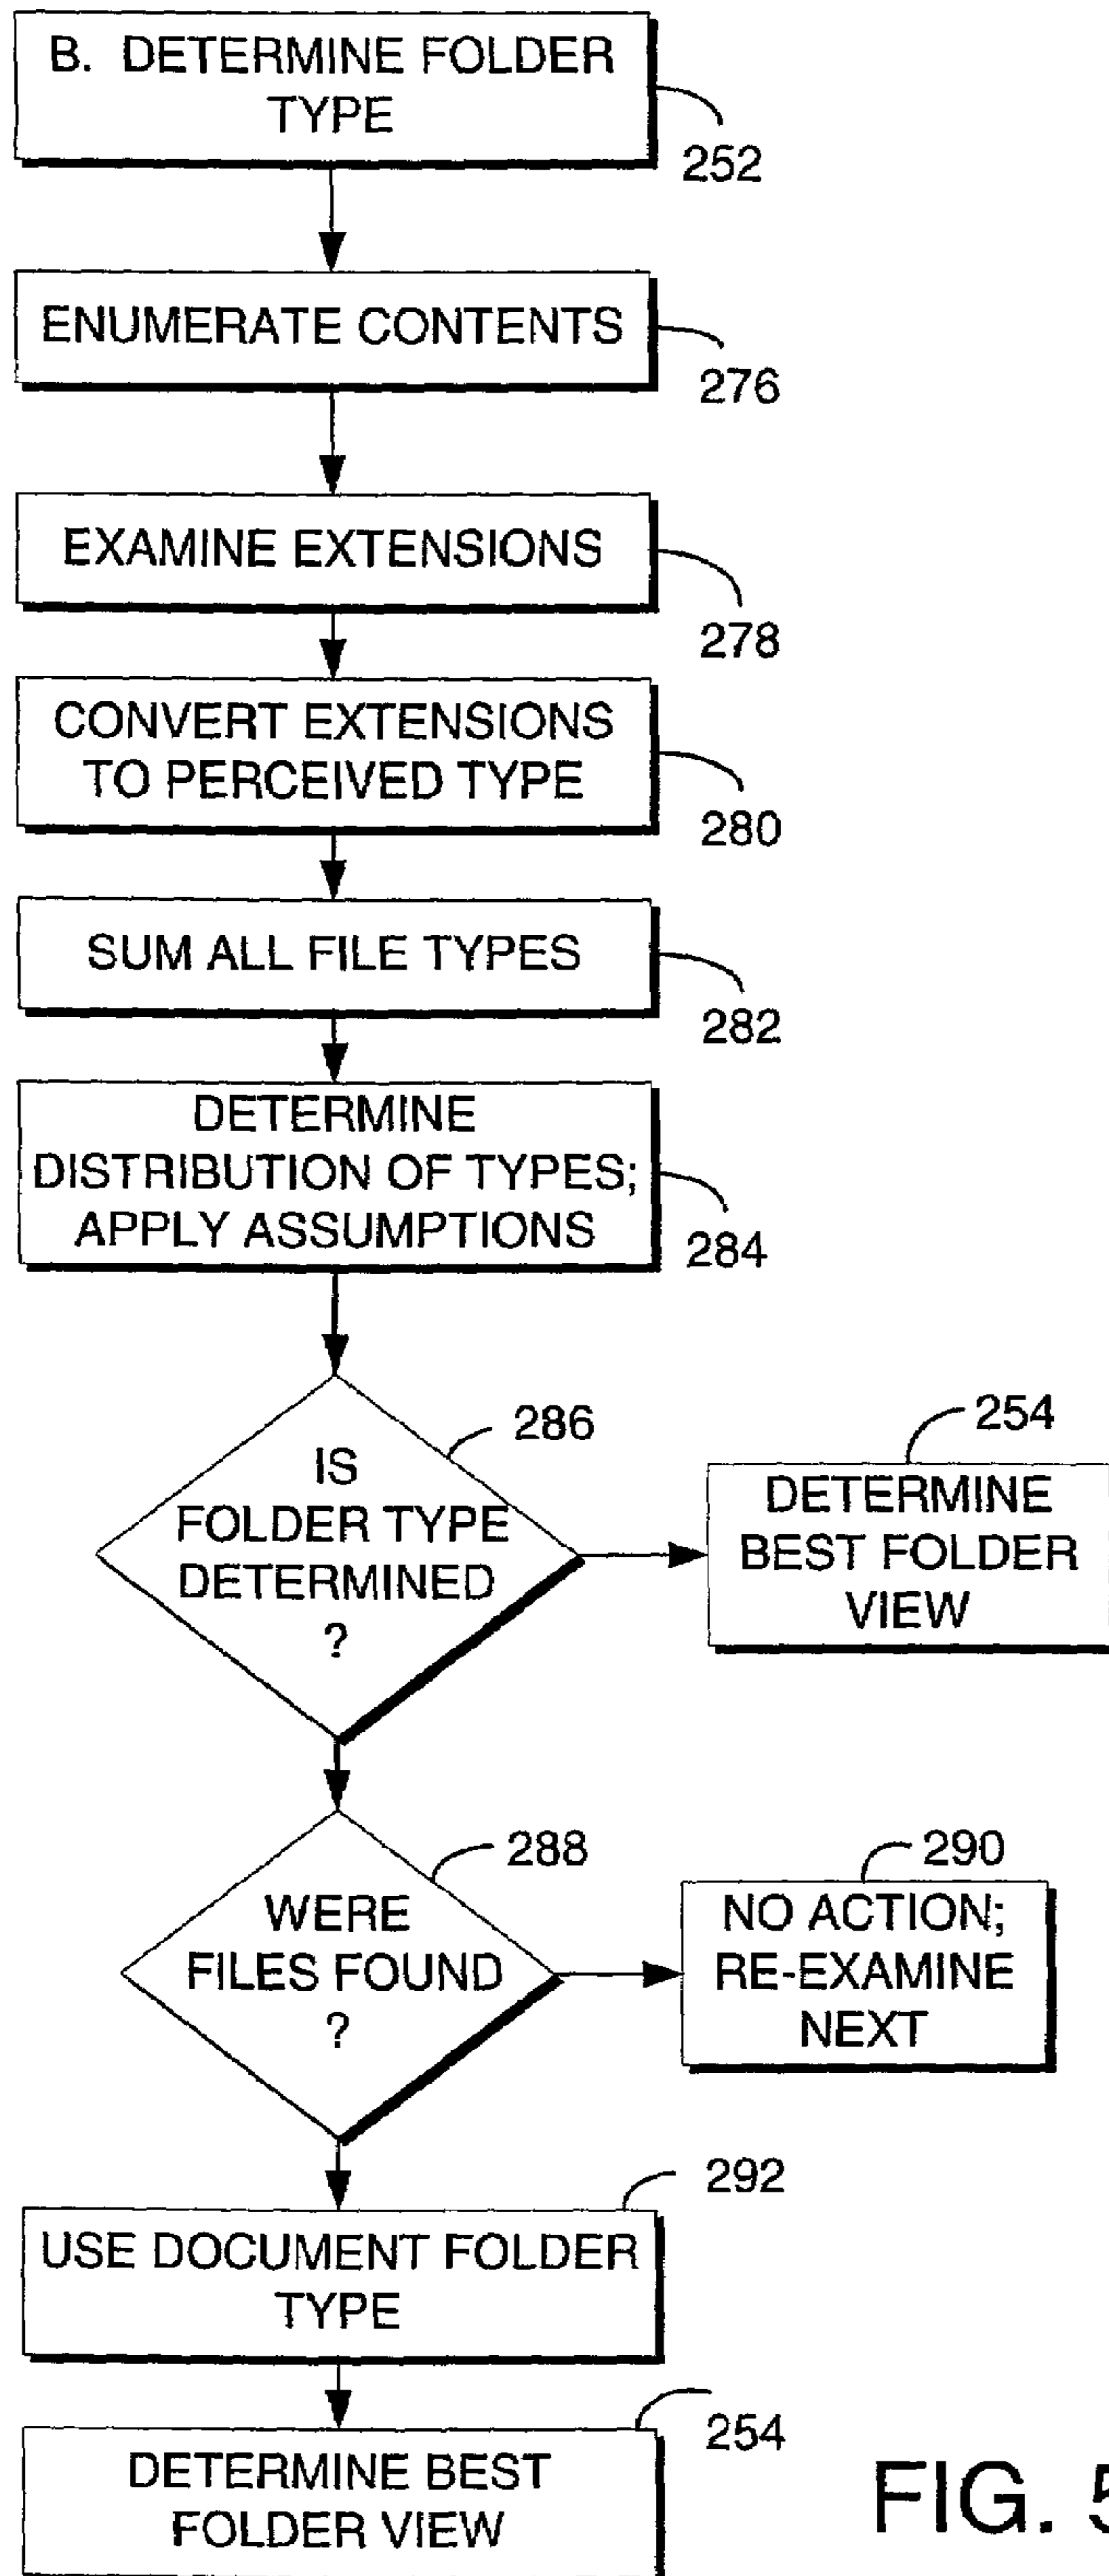 B. DETERMINE FOLDER
TYPE
252
ENUMERATE CONTENTS
276
EXAMINE EXTENSIONS
278
CONVERT EXTENSIONS
TO PERCEIVED TYPE
280
SUM ALL FILE TYPES
282
DETERMINE
DISTRIBUTION OF TYPES;
APPLY ASSUMPTIONS
284
IS
FOLDER TYPE
DETERMINED
?
286
254
DETERMINE
BEST FOLDER
VIEW
WERE
FILES FOUND
?
288
290
NO ACTION;
RE-EXAMINE
NEXT
292
USE DOCUMENT FOLDER
TYPE
254
DETERMINE BEST
FOLDER VIEW
FIG. 5